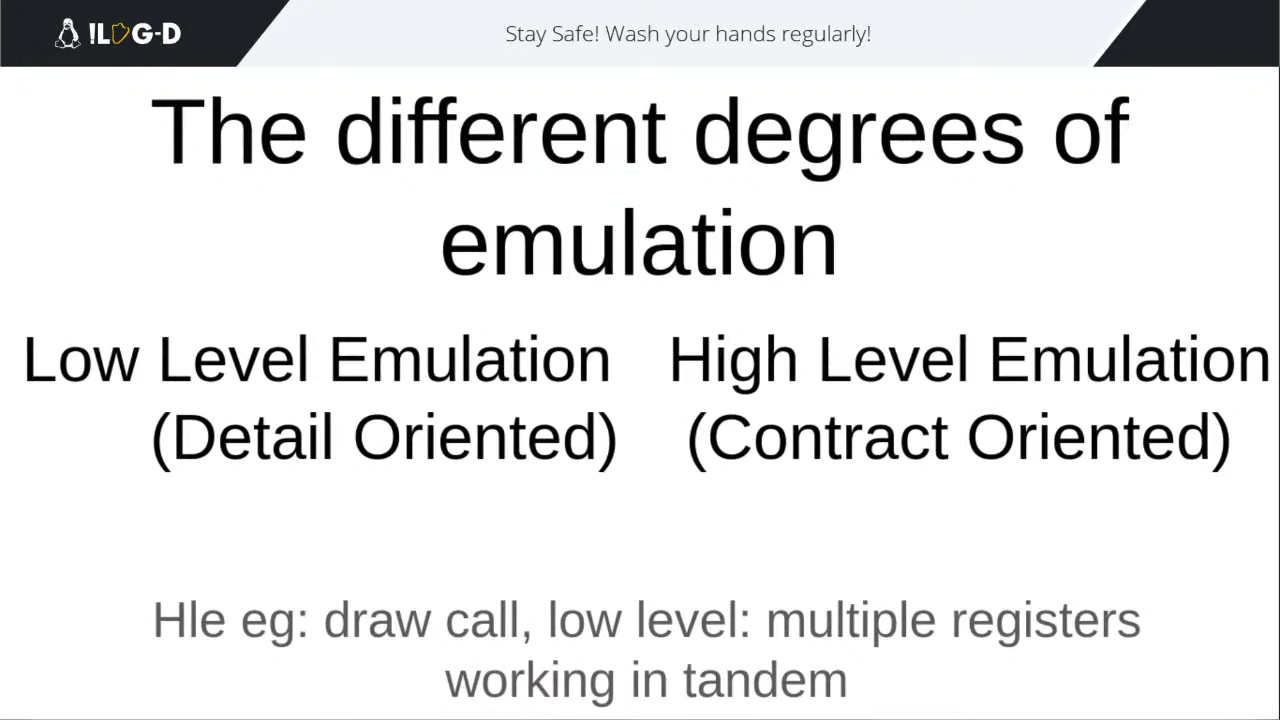 !LUG-D
Stay Safe! Wash your hands regularly!
The different degrees of
emulation
Low Level Emulation
(Detail Oriented)
High Level Emulation
(Contract Oriented)
Hle eg: draw call, low level: multiple registers
working in tandem